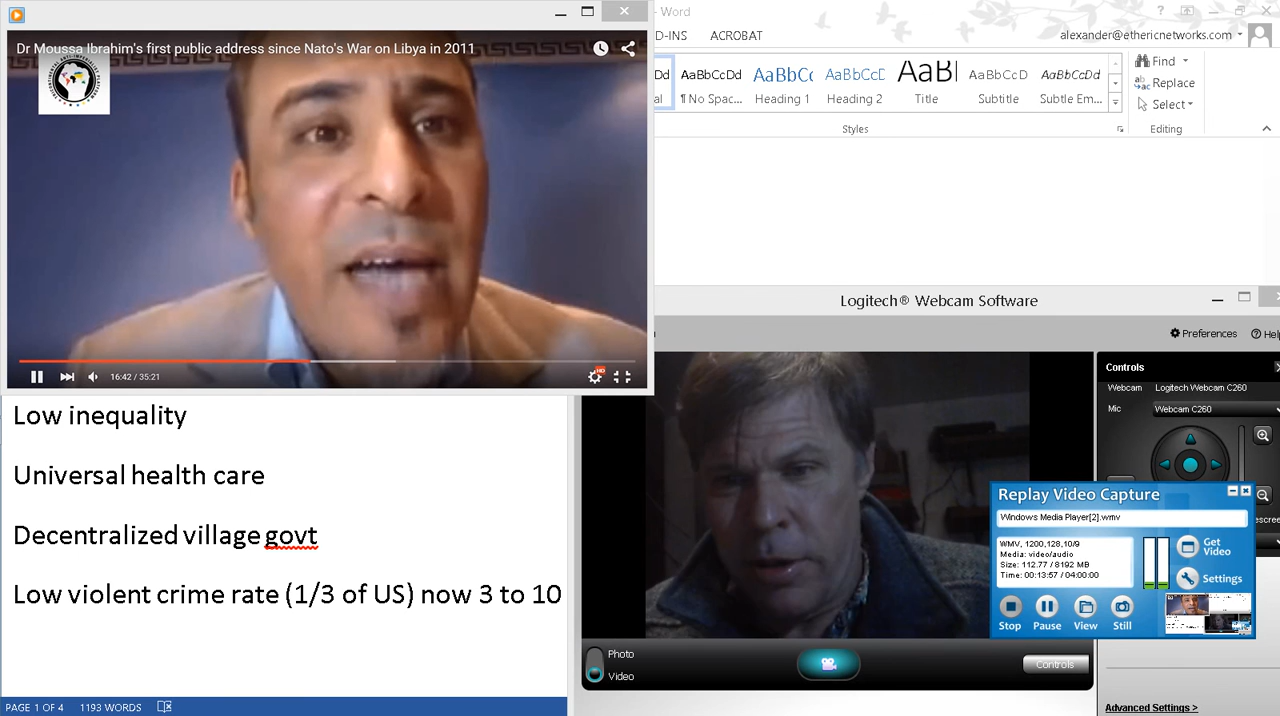 Dr Moussa Ibrahim's first public address since Nato's War on Libya in 2011
16:42 / 35:21
HD
- Word
D-INS ACROBAT
alexander@ethericnetworks.com
Dd AaBbCcDd AaBbCc AaBbCcD AaBl AaBbCcD AaBbCcDd
al ¶ No Spac... Heading 1 Heading 2 Title Subtitle Subtle Em...
Styles
Find
Replace
Select
Editing
Low inequality
Universal health care
Decentralized village govt
Low violent crime rate (1/3 of US) now 3 to 10
PAGE 1 OF 4 1193 WORDS
Logitech® Webcam Software
Preferences Help
Controls
Webcam Logitech Webcam C260
Mic Webcam C260
Replay Video Capture
Windows Media Player[2].wmv
WMV, 1200,128,10/9
Media: video/audio
Size: 112.77 / 8192 MB
Time: 00:13:57 / 04:00:00
Get Video
Settings
Stop Pause View Still
Photo
Video
Controls
Advanced Settings >